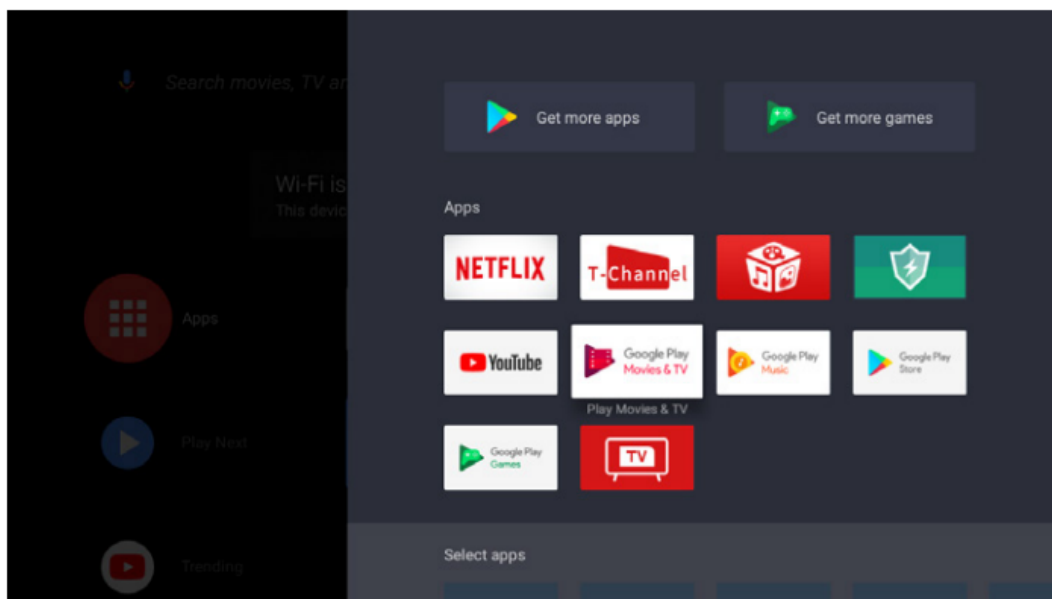 Search movies, TV an
Get more apps
Get more games
Wi-Fi is
This devic
Apps
NETFLIX
T-Channel
Apps
YouTube
Google Play
Movies & TV
Google Play
Music
Google Play
Store
Play Movies & TV
Play Next
Google Play
Games
TV
Select apps
Trending